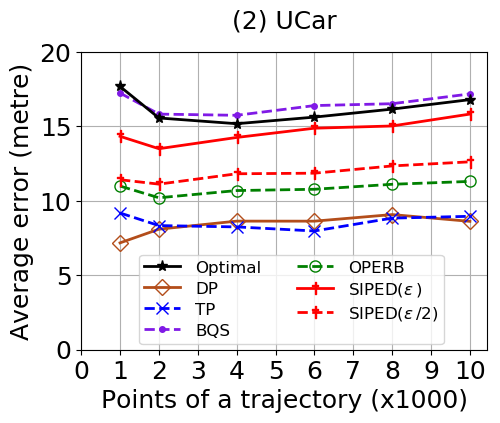 (2) UCar
Average error (metre)
20
15
10
5
0
Optimal
DP
TP
BQS
OPERB
SIPED(ε )
SIPED(ε /2)
0 1 2 3 4 5 6 7 8 9 10
Points of a trajectory (x1000)